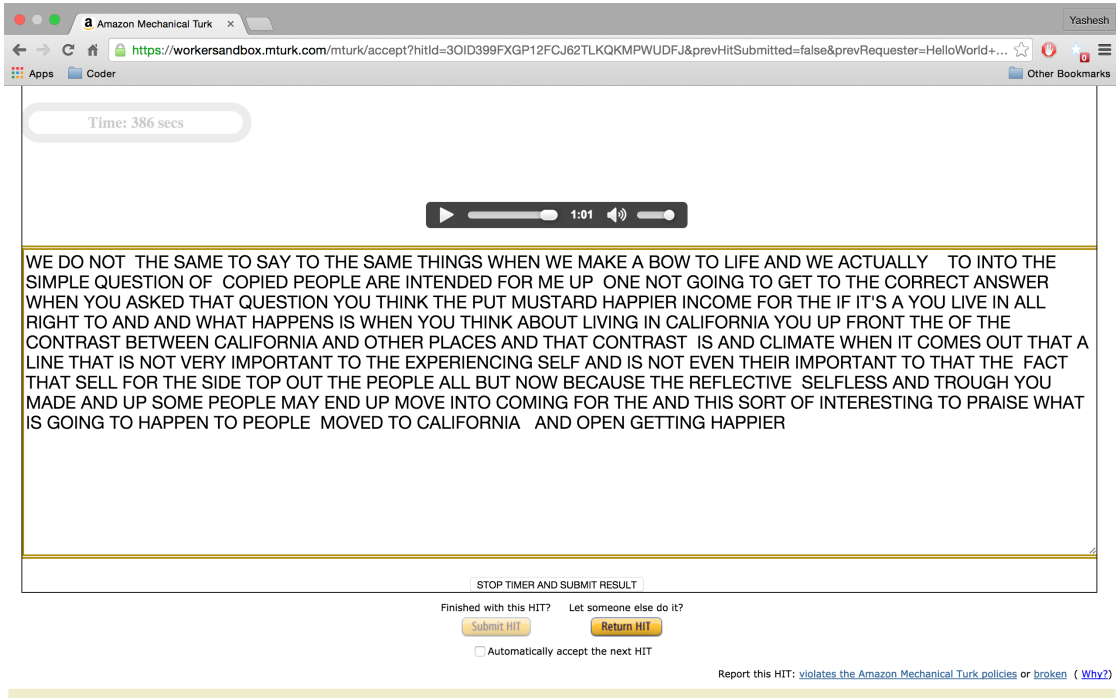 Amazon Mechanical Turk
Yashesh
https://workersandbox.mturk.com/mturk/accept?hitId=3OID399FXGP12FCJ62TLKQKMPWUDFJ&prevHitSubmitted=false&prevRequester=HelloWorld+...
0
Apps Coder Other Bookmarks
Time: 386 secs
1:01
WE DO NOT  THE SAME TO SAY TO THE SAME THINGS WHEN WE MAKE A BOW TO LIFE AND WE ACTUALLY    TO INTO THE
SIMPLE QUESTION OF  COPIED PEOPLE ARE INTENDED FOR ME UP  ONE NOT GOING TO GET TO THE CORRECT ANSWER
WHEN YOU ASKED THAT QUESTION YOU THINK THE PUT MUSTARD HAPPIER INCOME FOR THE IF IT'S A YOU LIVE IN ALL
RIGHT TO AND AND WHAT HAPPENS IS WHEN YOU THINK ABOUT LIVING IN CALIFORNIA YOU UP FRONT THE OF THE
CONTRAST BETWEEN CALIFORNIA AND OTHER PLACES AND THAT CONTRAST  IS AND CLIMATE WHEN IT COMES OUT THAT A
LINE THAT IS NOT VERY IMPORTANT TO THE EXPERIENCING SELF AND IS NOT EVEN THEIR IMPORTANT TO THAT THE  FACT
THAT SELL FOR THE SIDE TOP OUT THE PEOPLE ALL BUT NOW BECAUSE THE REFLECTIVE  SELFLESS AND TROUGH YOU
MADE AND UP SOME PEOPLE MAY END UP MOVE INTO COMING FOR THE AND THIS SORT OF INTERESTING TO PRAISE WHAT
IS GOING TO HAPPEN TO PEOPLE  MOVED TO CALIFORNIA   AND OPEN GETTING HAPPIER
STOP TIMER AND SUBMIT RESULT
Finished with this HIT? Let someone else do it?
Submit HIT Return HIT
Automatically accept the next HIT
Report this HIT: violates the Amazon Mechanical Turk policies or broken ( Why?)